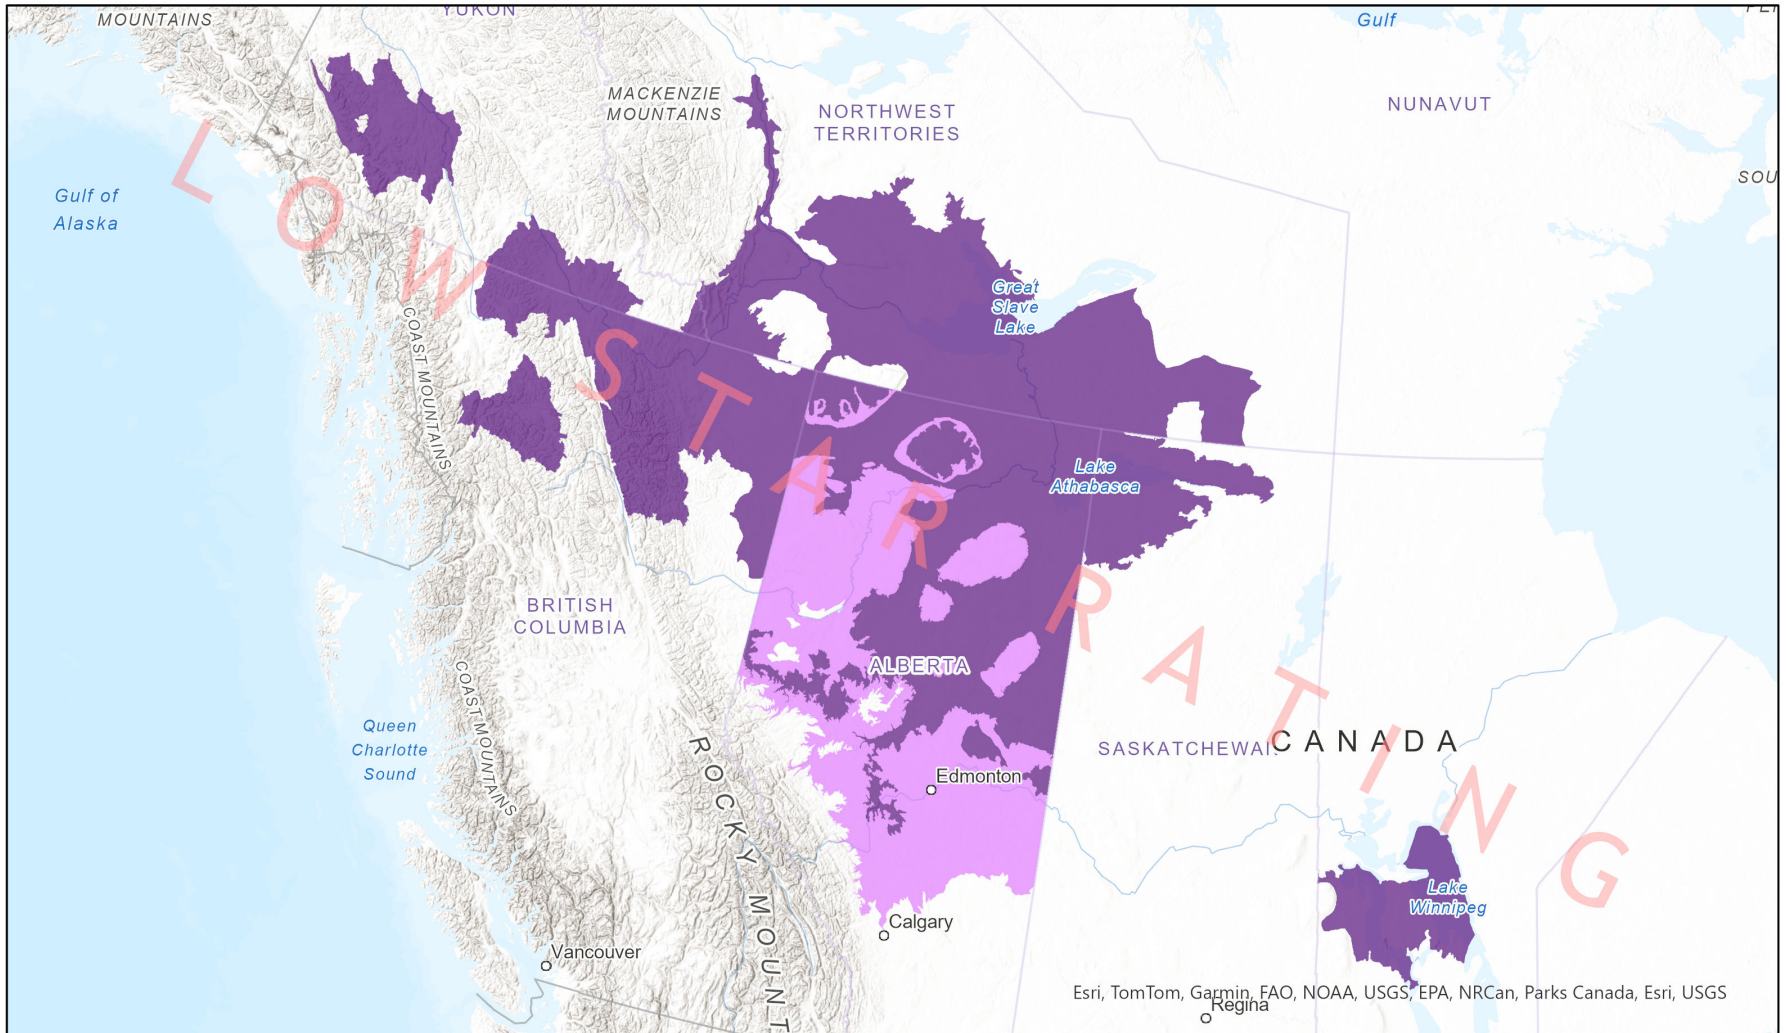 MOUNTAINS
YUKON
Gulf
MACKENZIE
MOUNTAINS
NORTHWEST
TERRITORIES
NUNAVUT
SOU
Gulf of
Alaska
LOW STAR RATING
Great
Slave
Lake
COAST MOUNTAINS
Lake
Athabasca
BRITISH
COLUMBIA
ALBERTA
COAST MOUNTAINS
Queen
Charlotte
Sound
SASKATCHEWAN
CANADA
ROCKY MOUNT
Edmonton
Lake
Winnipeg
Calgary
Vancouver
Esri, TomTom, Garmin, FAO, NOAA, USGS, EPA, NRCan, Parks Canada, Esri, USGS
Regina